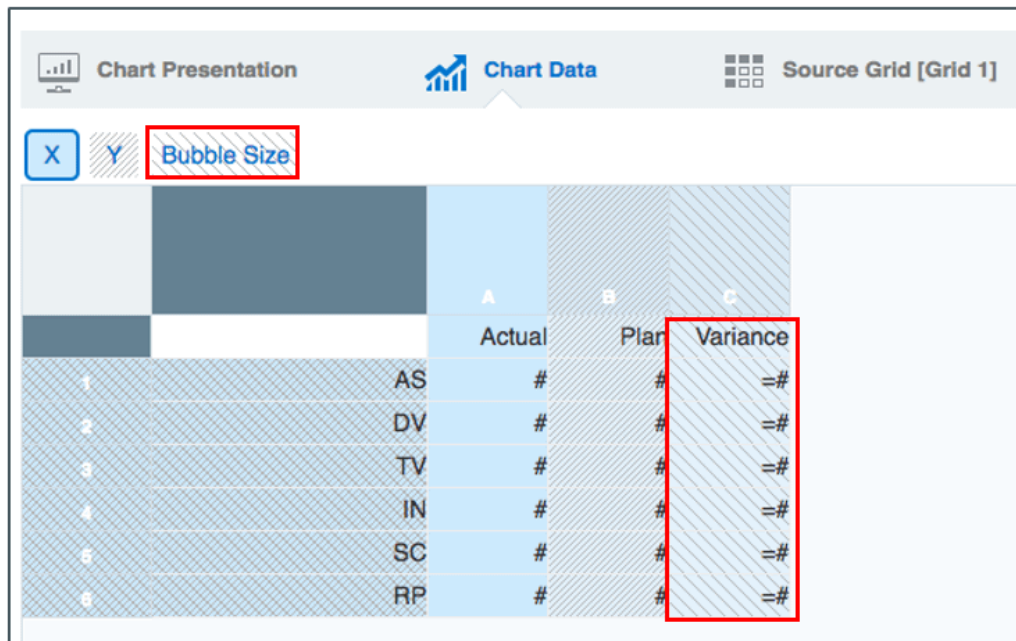 Chart Presentation Chart Data Source Grid [Grid 1]
X Y Bubble Size
A B C
Actual Plan Variance
1 AS # # =#
2 DV # # =#
3 TV # # =#
4 IN # # =#
5 SC # # =#
6 RP # # =#